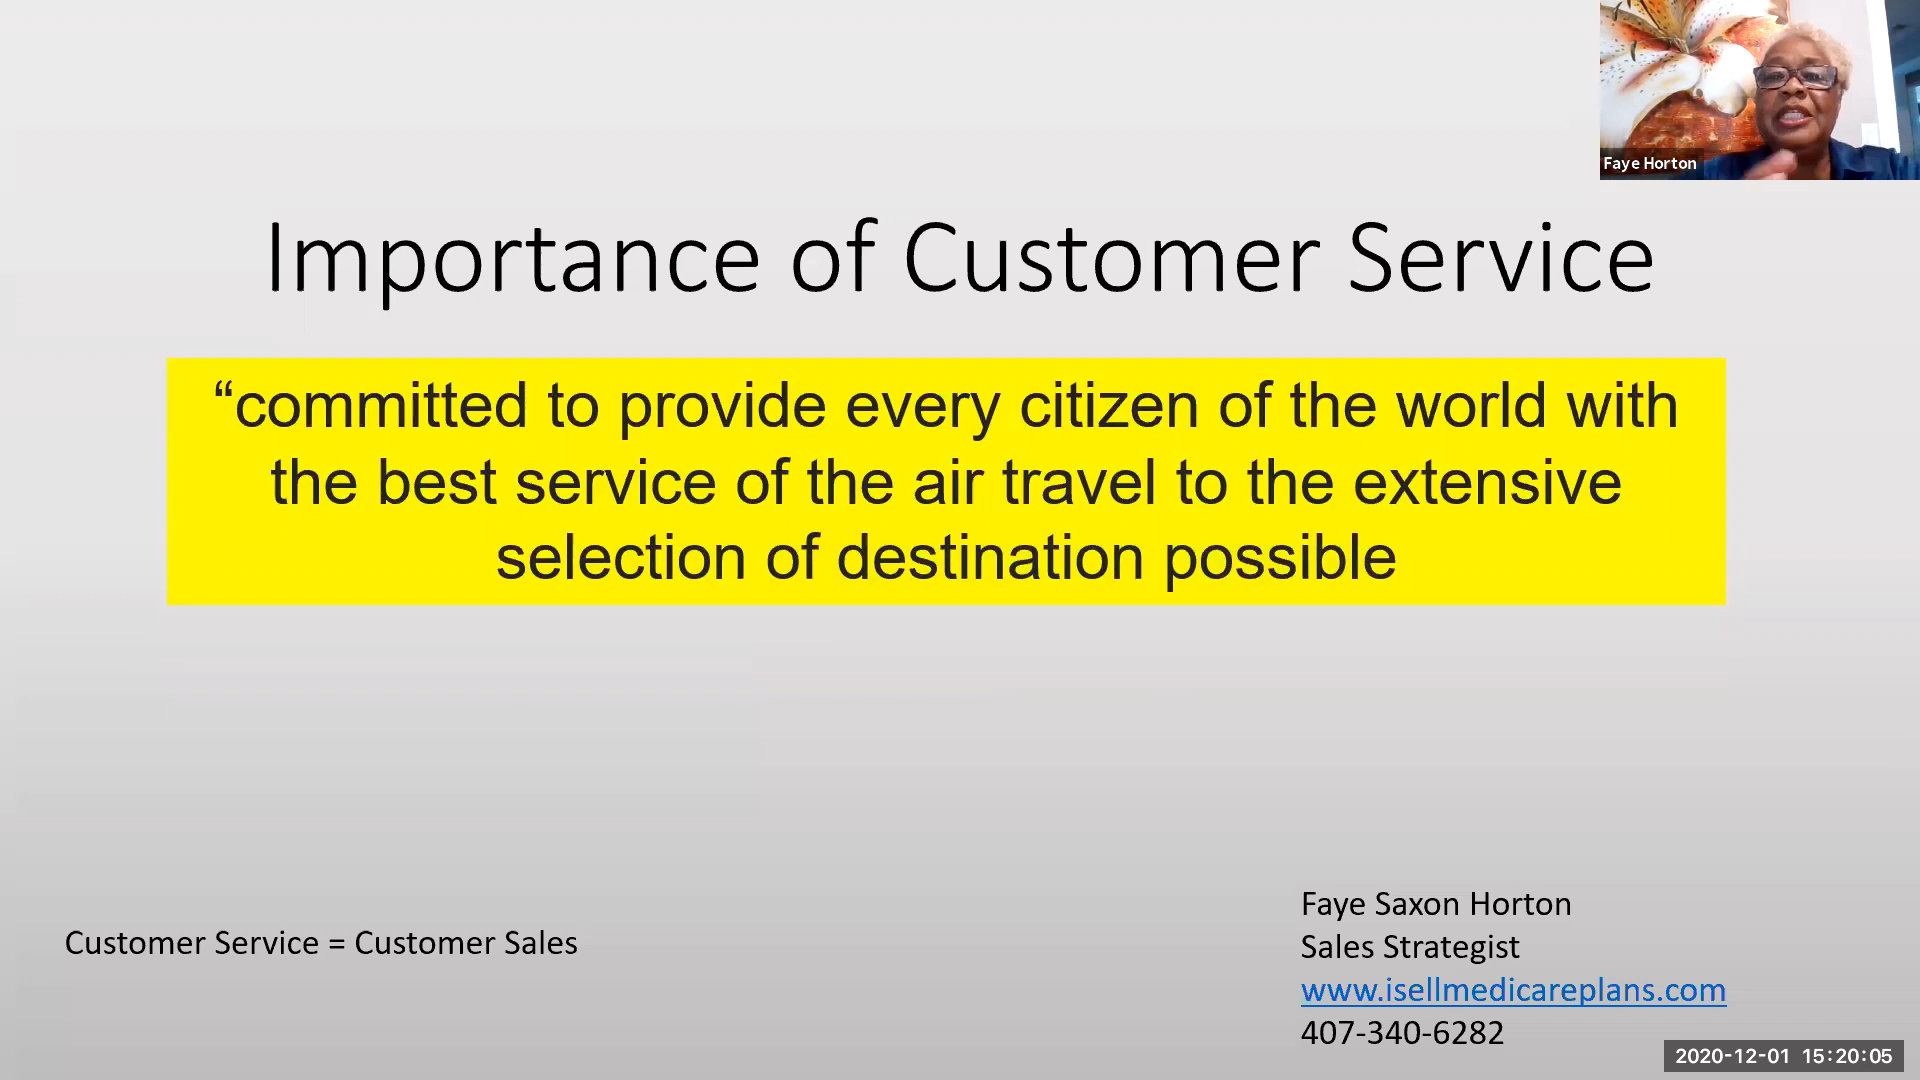 Faye Horton
Importance of Customer Service
“committed to provide every citizen of the world with
the best service of the air travel to the extensive
selection of destination possible
Customer Service = Customer Sales
Faye Saxon Horton
Sales Strategist
www.isellmedicareplans.com
407-340-6282
2020-12-01 15:20:05